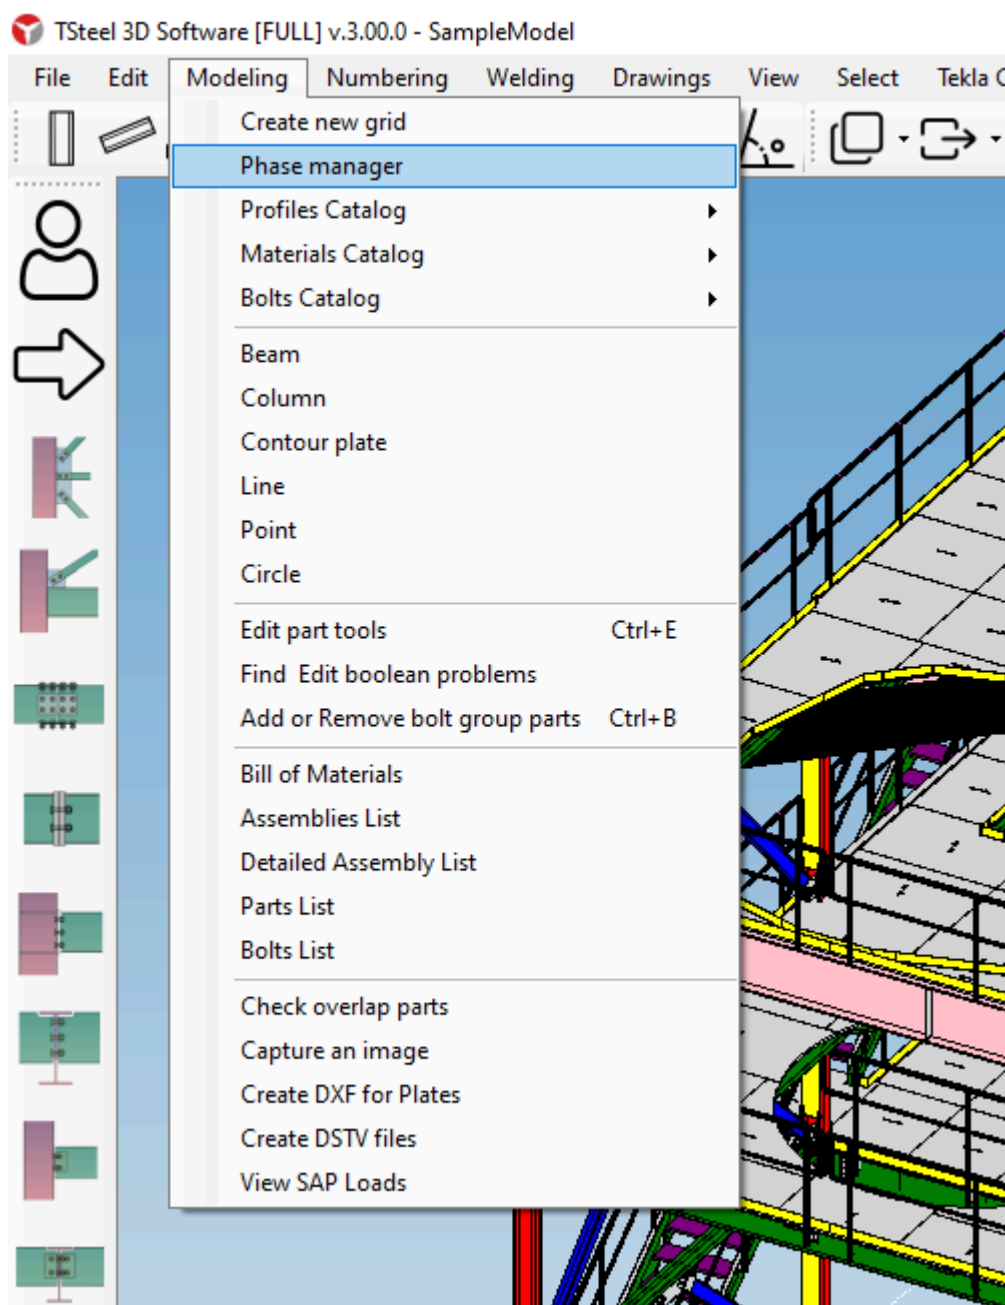 TSteel 3D Software [FULL] v.3.00.0 - SampleModel
File Edit Modeling Numbering Welding Drawings View Select Tekla
Create new grid
Phase manager
Profiles Catalog
Materials Catalog
Bolts Catalog
Beam
Column
Contour plate
Line
Point
Circle
Edit part tools Ctrl+E
Find  Edit boolean problems
Add or Remove bolt group parts Ctrl+B
Bill of Materials
Assemblies List
Detailed Assembly List
Parts List
Bolts List
Check overlap parts
Capture an image
Create DXF for Plates
Create DSTV files
View SAP Loads